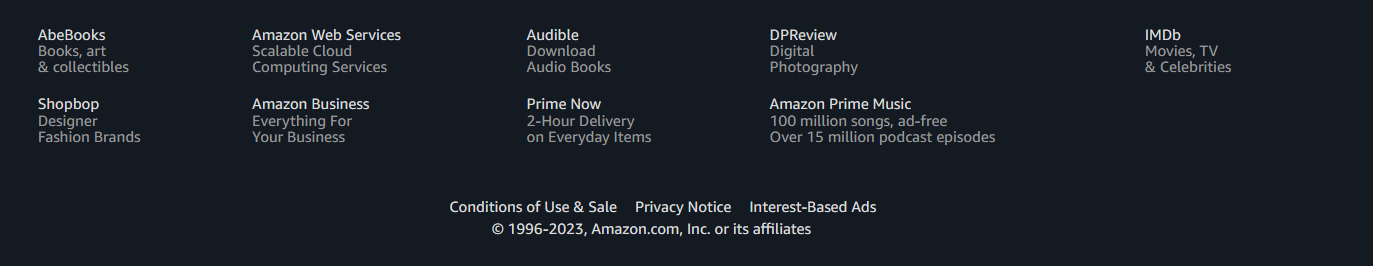 AbeBooks
Books, art
& collectibles
Amazon Web Services
Scalable Cloud
Computing Services
Audible
Download
Audio Books
DPReview
Digital
Photography
IMDb
Movies, TV
& Celebrities
Shopbop
Designer
Fashion Brands
Amazon Business
Everything For
Your Business
Prime Now
2-Hour Delivery
on Everyday Items
Amazon Prime Music
100 million songs, ad-free
Over 15 million podcast episodes
Conditions of Use & Sale Privacy Notice Interest-Based Ads
© 1996-2023, Amazon.com, Inc. or its affiliates